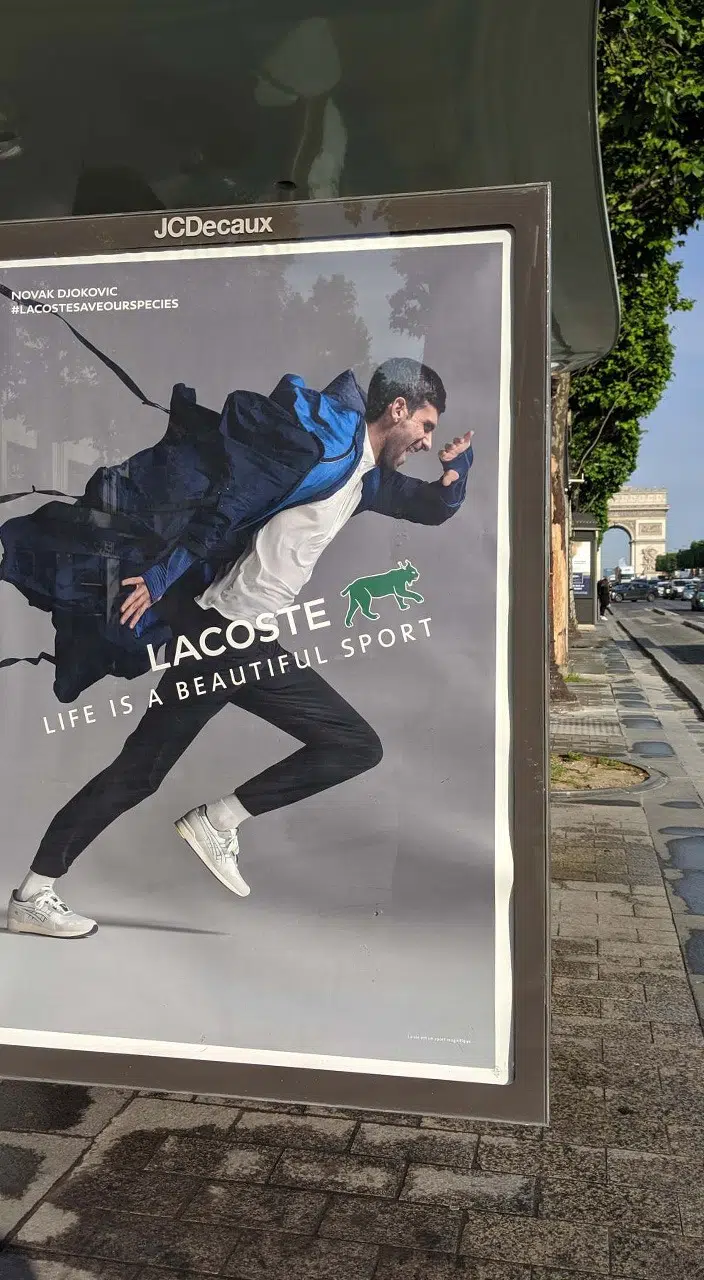 JCDecaux
NOVAK DJOKOVIC
#LACOSTESAVEOURSPECIES
LACOSTE
LIFE IS A BEAUTIFUL SPORT